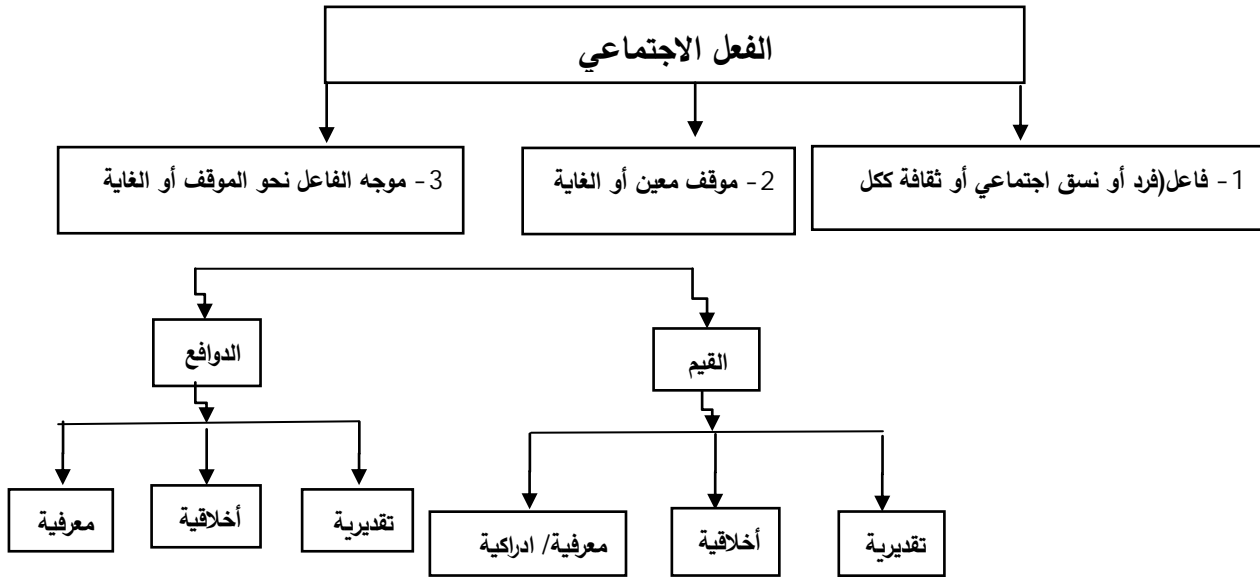 الفعل الاجتماعي
1- فاعل(فرد أو نسق اجتماعي أو ثقافة ككل
2- موقف معين أو الغاية
3- موجه الفاعل نحو الموقف أو الغاية
القيم
الدوافع
تقديرية
أخلاقية
معرفية/ ادراكية
تقديرية
أخلاقية
معرفية